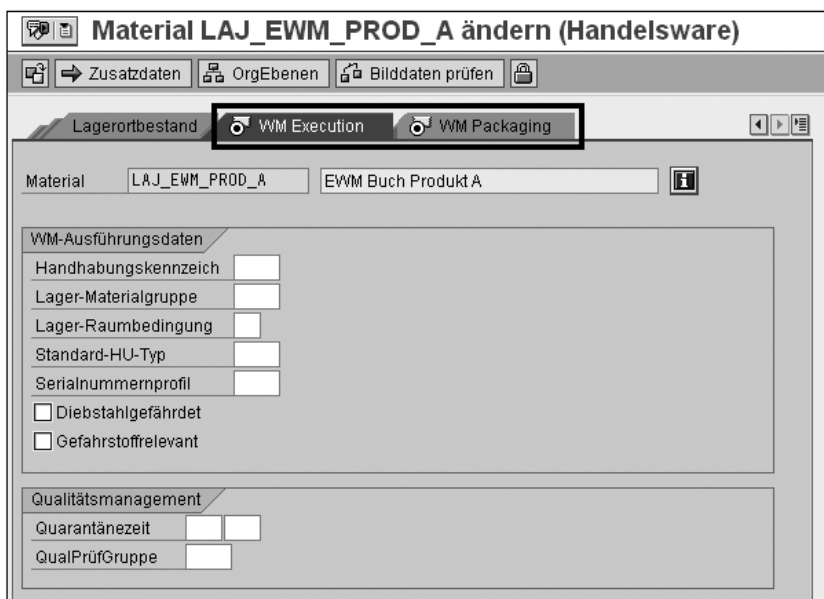 Material LAJ_EWM_PROD_A ändern (Handelsware)
Zusatzdaten OrgEbenen Bilddaten prüfen
Lagerortbestand WM Execution WM Packaging
Material LAJ_EWM_PROD_A EWM Buch Produkt A
WM-Ausführungsdaten
Handhabungskennzeich
Lager-Materialgruppe
Lager-Raumbedingung
Standard-HU-Typ
Serialnummernprofil
Diebstahlgefährdet
Gefahrstoffrelevant
Qualitätsmanagement
Quarantänezeit
QualPrüfGruppe